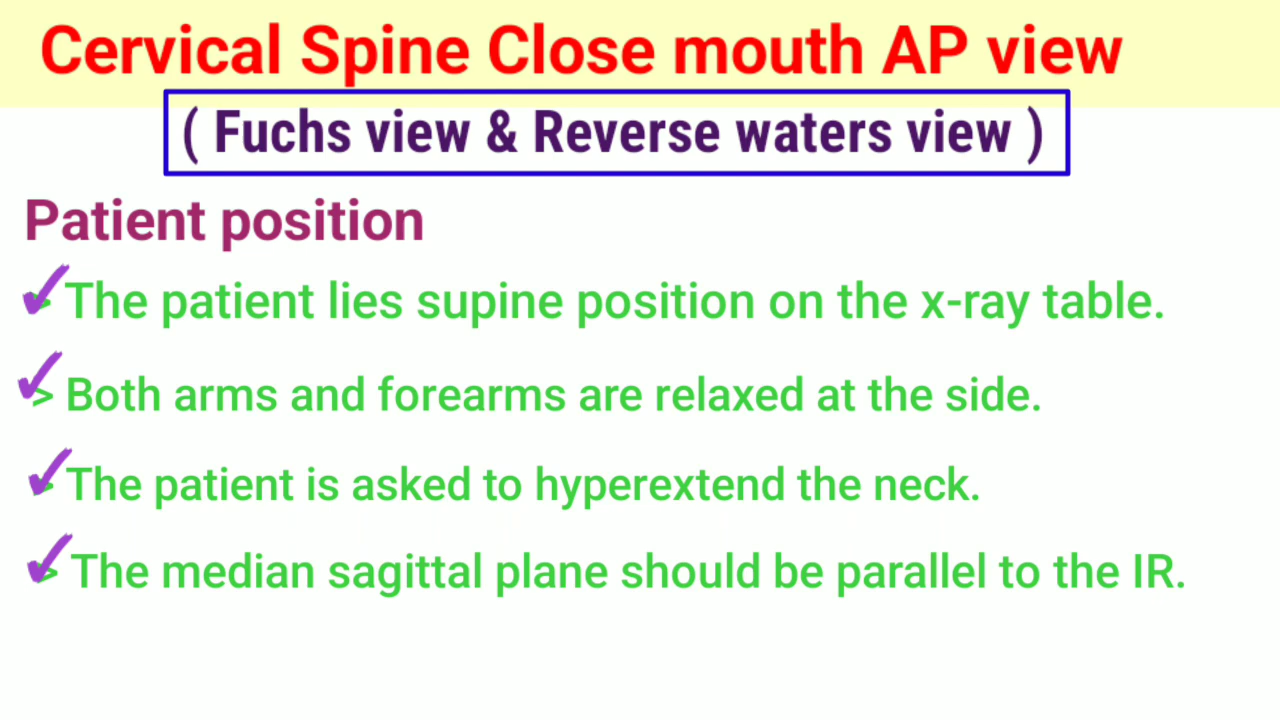 Cervical Spine Close mouth AP view
( Fuchs view & Reverse waters view )
Patient position
> The patient lies supine position on the x-ray table.
> Both arms and forearms are relaxed at the side.
> The patient is asked to hyperextend the neck.
> The median sagittal plane should be parallel to the IR.